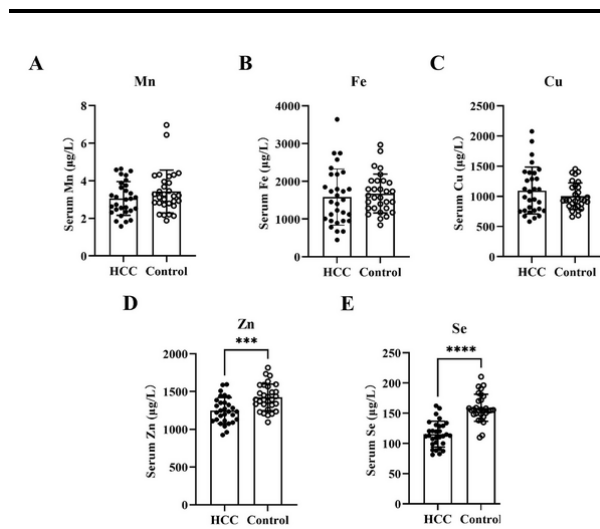 A
Mn
Serum Mn (µg/L)
8
6
4
2
0
HCC Control
B
Fe
Serum Fe (µg/L)
4000
3000
2000
1000
0
HCC Control
C
Cu
Serum Cu (µg/L)
2500
2000
1500
1000
500
0
HCC Control
D
Zn
***
Serum Zn (µg/L)
2000
1500
1000
500
0
HCC Control
E
Se
****
Serum Se (µg/L)
250
200
150
100
50
0
HCC Control